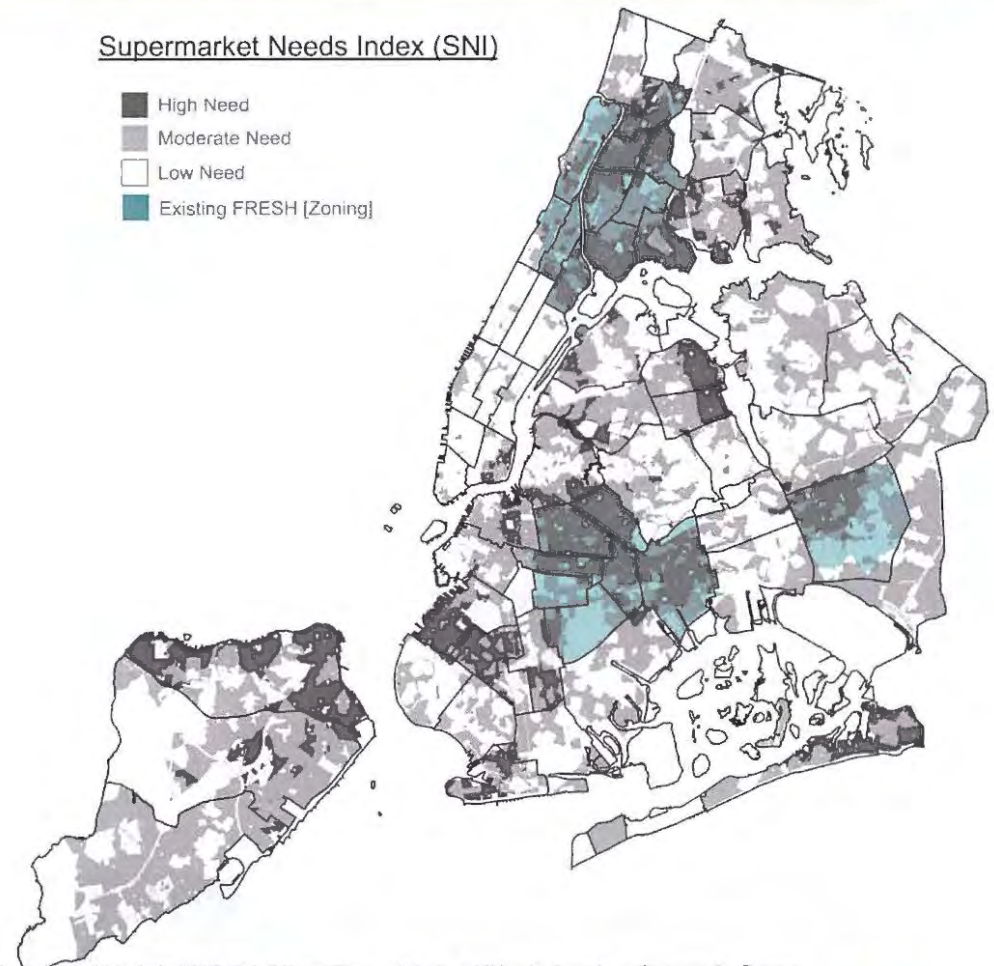 Supermarket Needs Index (SNI)
High Need
Moderate Need
Low Need
Existing FRESH [Zoning]